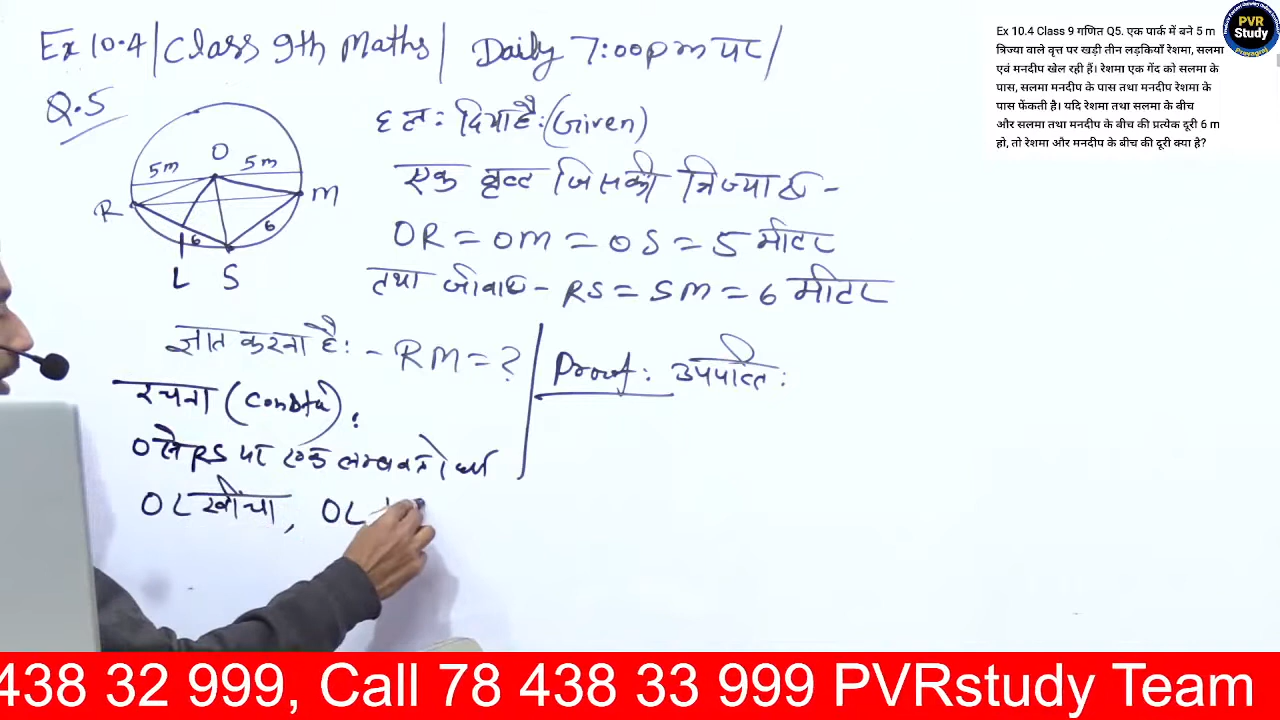 Ex 10.4 | Class 9th Maths | Daily 7:00 pm पर |
Q.5
O
5m 5m
R M
6 6
L S
हल: दिया है: (Given)
एक वृत्त जिसकी त्रिज्याएं -
OR = OM = OS = 5 मीटर
तथा जीवाएं - RS = SM = 6 मीटर
ज्ञात करना है: - RM = ?
रचना
O से RS पर एक लम्ब
OL खींचा, OL
Proof: उपपत्ति:
Ex 10.4 Class 9 गणित Q5. एक पार्क में बने 5 m
त्रिज्या वाले वृत्त पर खड़ी तीन लड़कियाँ रेशमा, सलमा
एवं मनदीप खेल रही हैं। रेशमा एक गेंद को सलमा के
पास, सलमा मनदीप के पास तथा मनदीप रेशमा के
पास फेंकती है। यदि रेशमा तथा सलमा के बीच
और सलमा तथा मनदीप के बीच की प्रत्येक दूरी 6 m
हो, तो रेशमा और मनदीप के बीच की दूरी क्या है?
PVR
Study
438 32 999, Call 78 438 33 999 PVRstudy Team